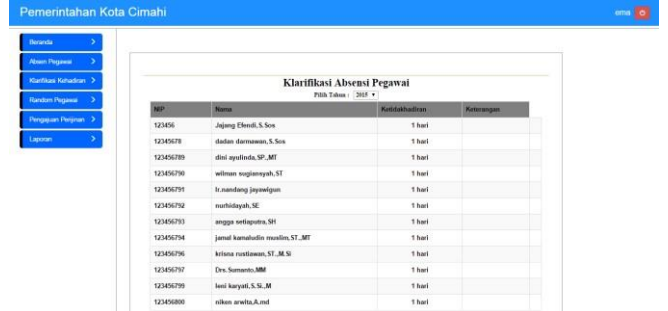 Pemerintahan Kota Cimahi
ema
Beranda >
Absen Pegawai >
Klarifikasi Kehadiran >
Random Pegawai >
Pengajuan Perijinan >
Laporan >
Klarifikasi Absensi Pegawai
Pilih Tahun : 2015
NIP Nama Ketidakhadiran Keterangan
123456 Jajang Efendi,S.Sos 1 hari
12345678 dadan darmawan,S.Sos 1 hari
123456789 dini ayulinda,SP.,MT 1 hari
123456790 wilman sugiansyah,ST 1 hari
123456791 Ir.nandang jayawigun 1 hari
123456792 nurhidayah,SE 1 hari
123456793 angga setiaputra,SH 1 hari
123456794 jamal kamaludin muslim,ST.,MT 1 hari
123456796 krisna rustiawan,ST.,M.Si 1 hari
123456797 Drs.Sumanto,MM 1 hari
123456799 leni karyati,S.Si.,M 1 hari
123456800 niken arwita,A.md 1 hari